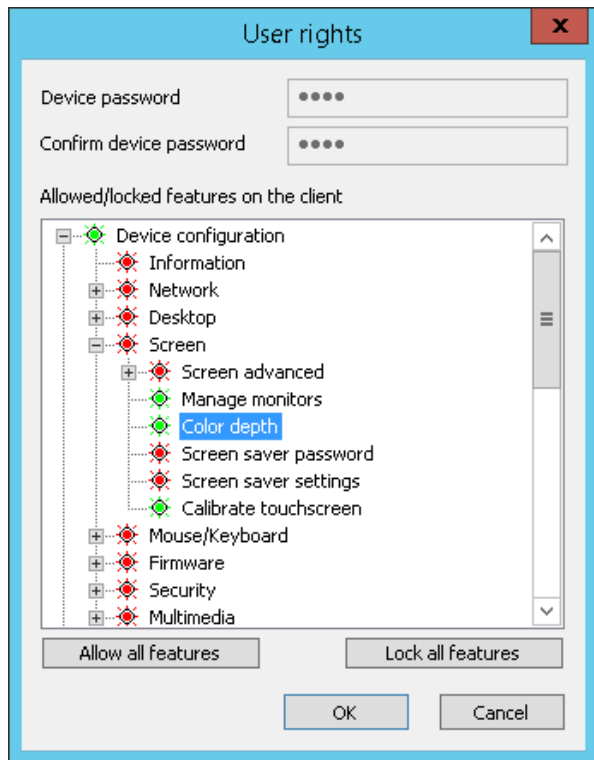 User rights
x
Device password
Confirm device password
Allowed/locked features on the client
Device configuration
Information
Network
Desktop
Screen
Screen advanced
Manage monitors
Color depth
Screen saver password
Screen saver settings
Calibrate touchscreen
Mouse/Keyboard
Firmware
Security
Multimedia
Allow all features Lock all features
OK Cancel